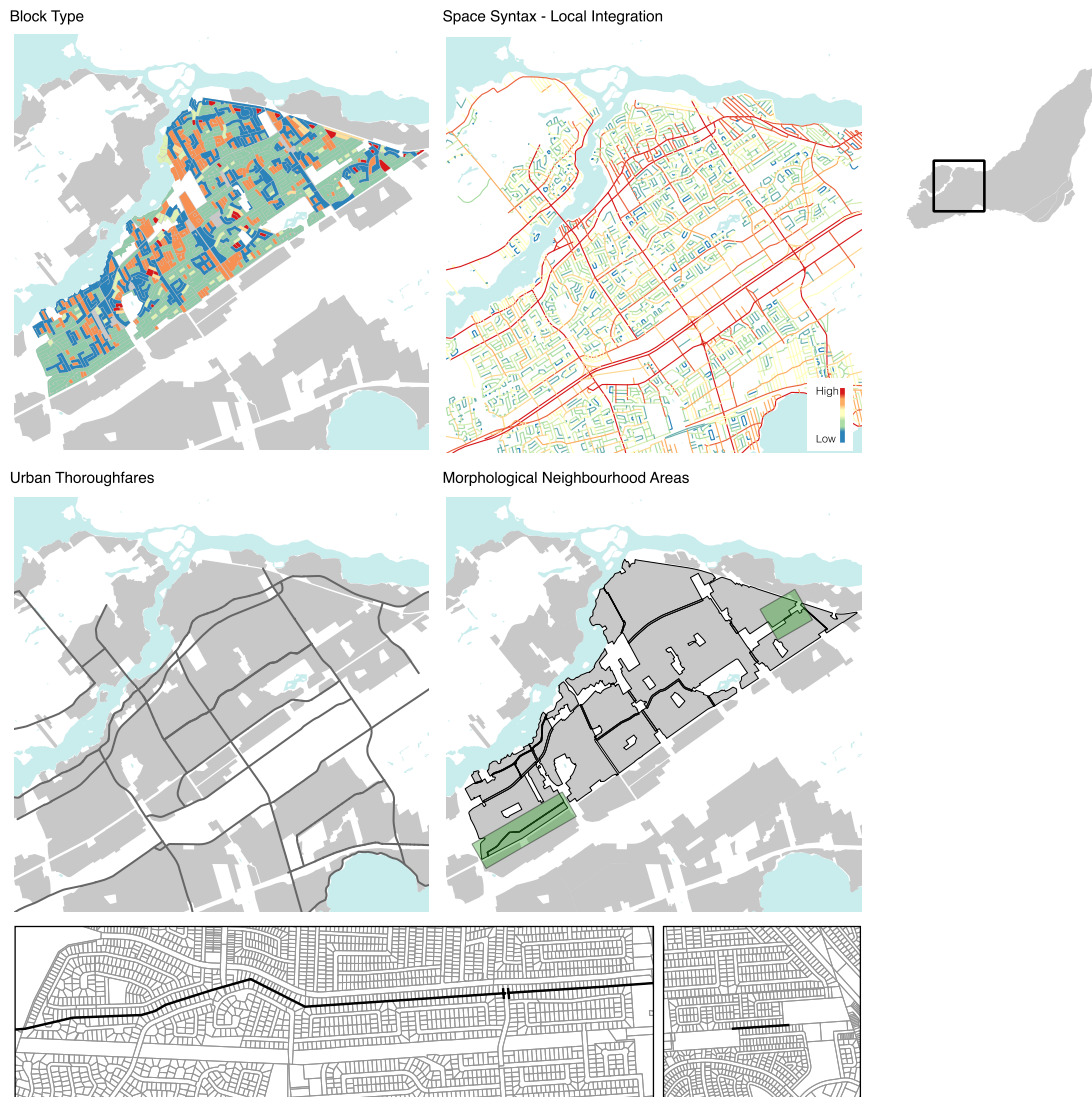 Block Type
Space Syntax - Local Integration
High
Low
Urban Thoroughfares
Morphological Neighbourhood Areas